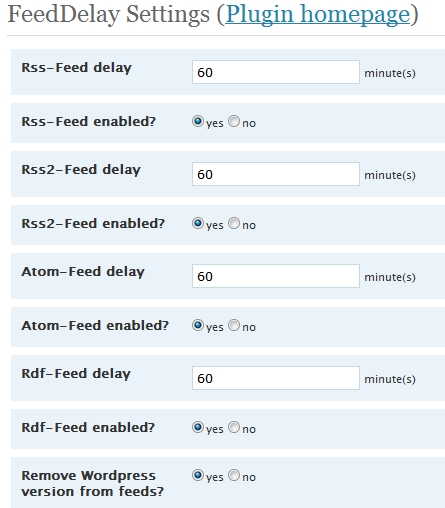 FeedDelay Settings (Plugin homepage)
Rss-Feed delay 60 minute(s)
Rss-Feed enabled? yes no
Rss2-Feed delay 60 minute(s)
Rss2-Feed enabled? yes no
Atom-Feed delay 60 minute(s)
Atom-Feed enabled? yes no
Rdf-Feed delay 60 minute(s)
Rdf-Feed enabled? yes no
Remove Wordpress yes no
version from feeds?